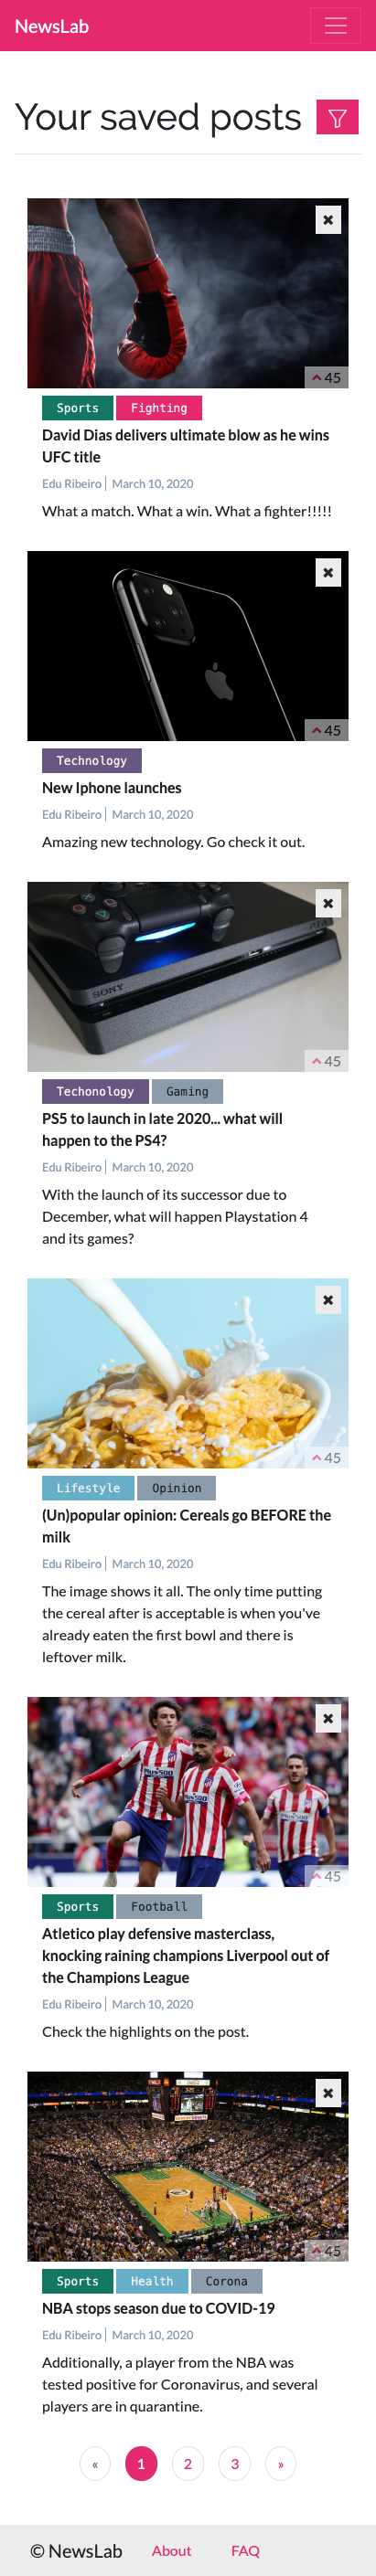 NewsLab
Your saved posts
45
Sports Fighting
David Dias delivers ultimate blow as he wins
UFC title
Edu Ribeiro | March 10, 2020
What a match. What a win. What a fighter!!!!!
45
Technology
New Iphone launches
Edu Ribeiro | March 10, 2020
Amazing new technology. Go check it out.
SONY
45
Techonology Gaming
PS5 to launch in late 2020... what will
happen to the PS4?
Edu Ribeiro | March 10, 2020
With the launch of its successor due to
December, what will happen Playstation 4
and its games?
45
Lifestyle Opinion
(Un)popular opinion: Cereals go BEFORE the
milk
Edu Ribeiro | March 10, 2020
The image shows it all. The only time putting
the cereal after is acceptable is when you've
already eaten the first bowl and there is
leftover milk.
Plus500
Plus500
45
Sports Football
Atletico play defensive masterclass,
knocking raining champions Liverpool out of
the Champions League
Edu Ribeiro | March 10, 2020
Check the highlights on the post.
45
Sports Health Corona
NBA stops season due to COVID-19
Edu Ribeiro | March 10, 2020
Additionally, a player from the NBA was
tested positive for Coronavirus, and several
players are in quarantine.
« 1 2 3 »
© NewsLab About FAQ